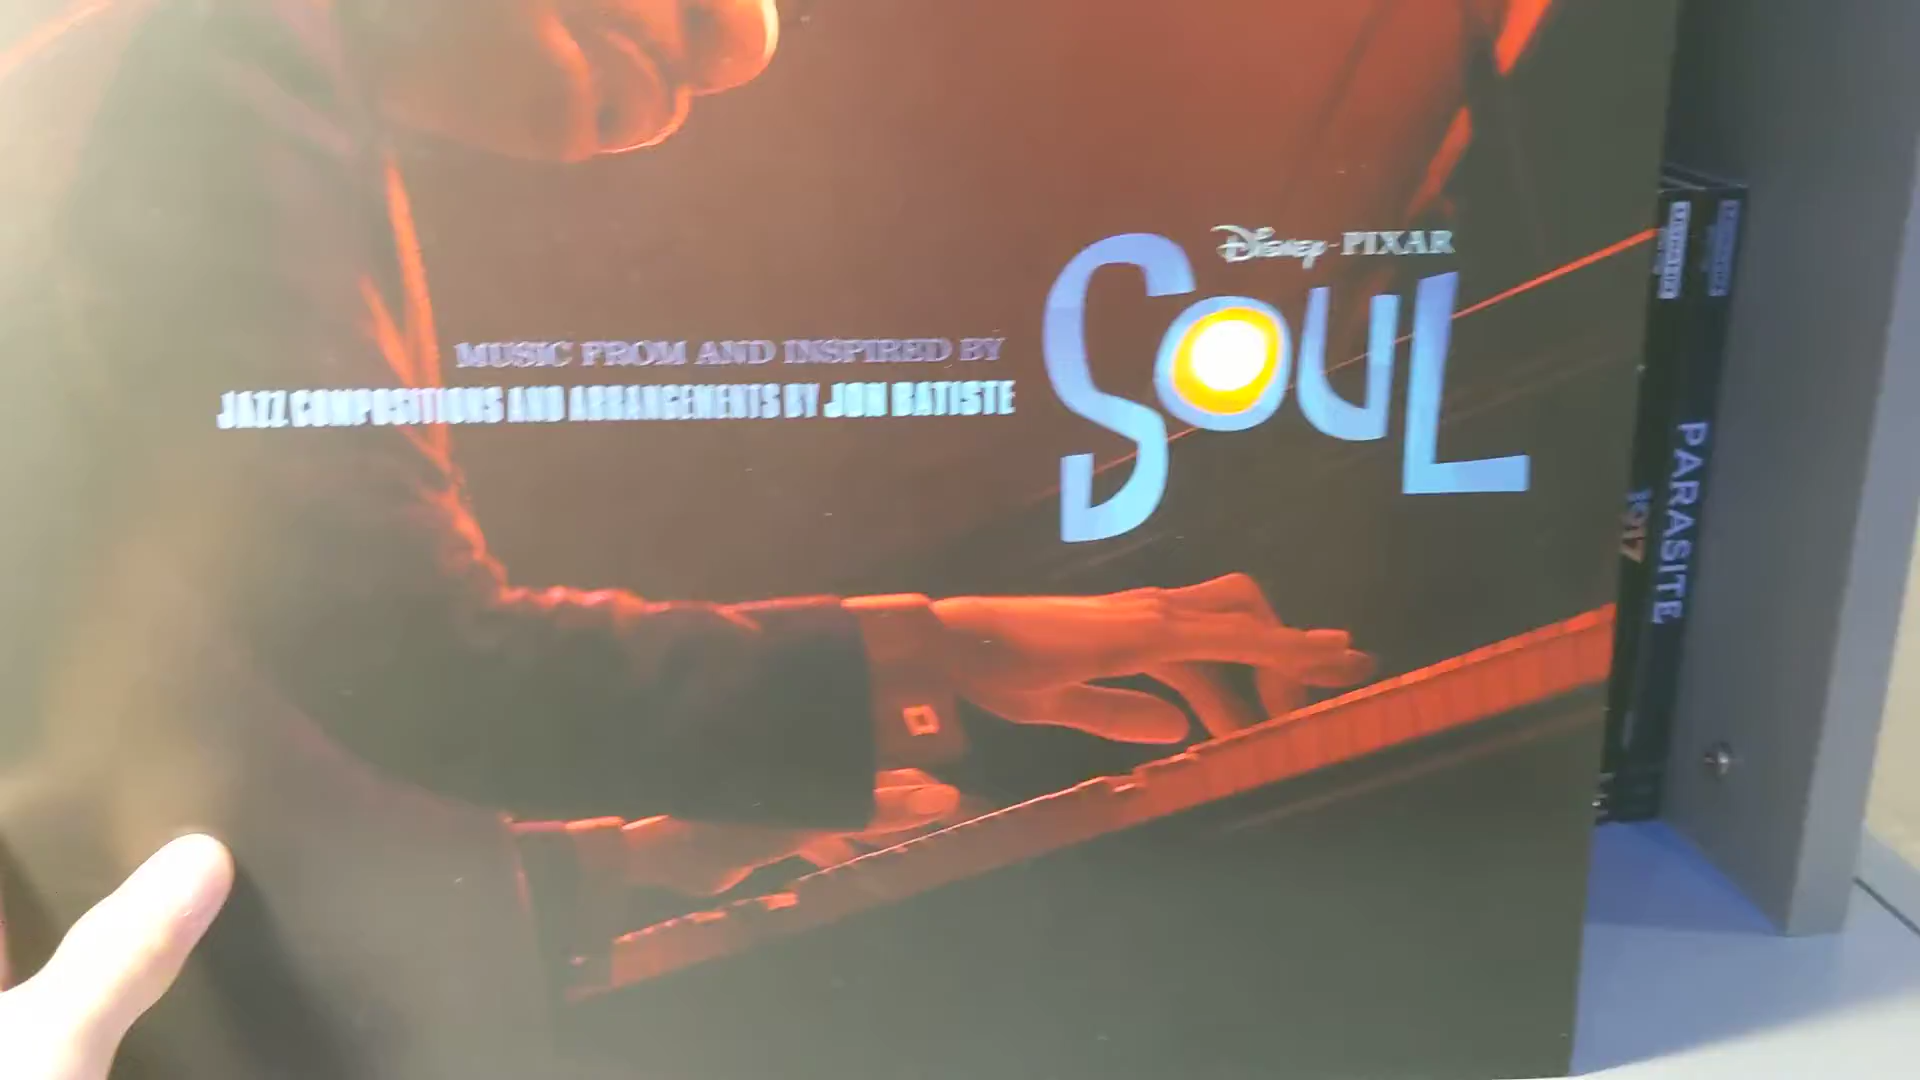 Disney·PIXAR
SOUL
MUSIC FROM AND INSPIRED BY
JAZZ COMPOSITIONS AND ARRANGEMENTS BY JON BATISTE
1917
PARASITE